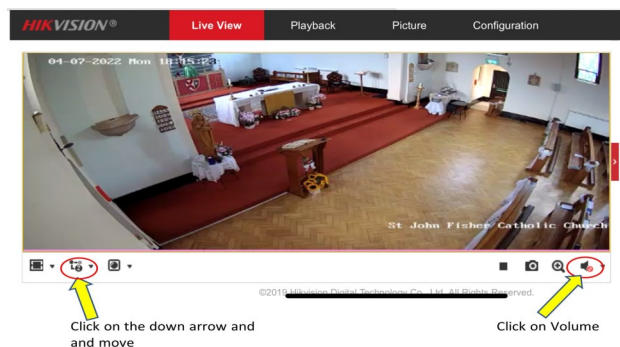 HIKVISION®
Live View Playback Picture Configuration
04-07-2022 Mon 18:15:23
St John Fisher Catholic Church
©2019 Hikvision Digital Technology Co., Ltd. All Rights Reserved.
Click on the down arrow and
and move
Click on Volume